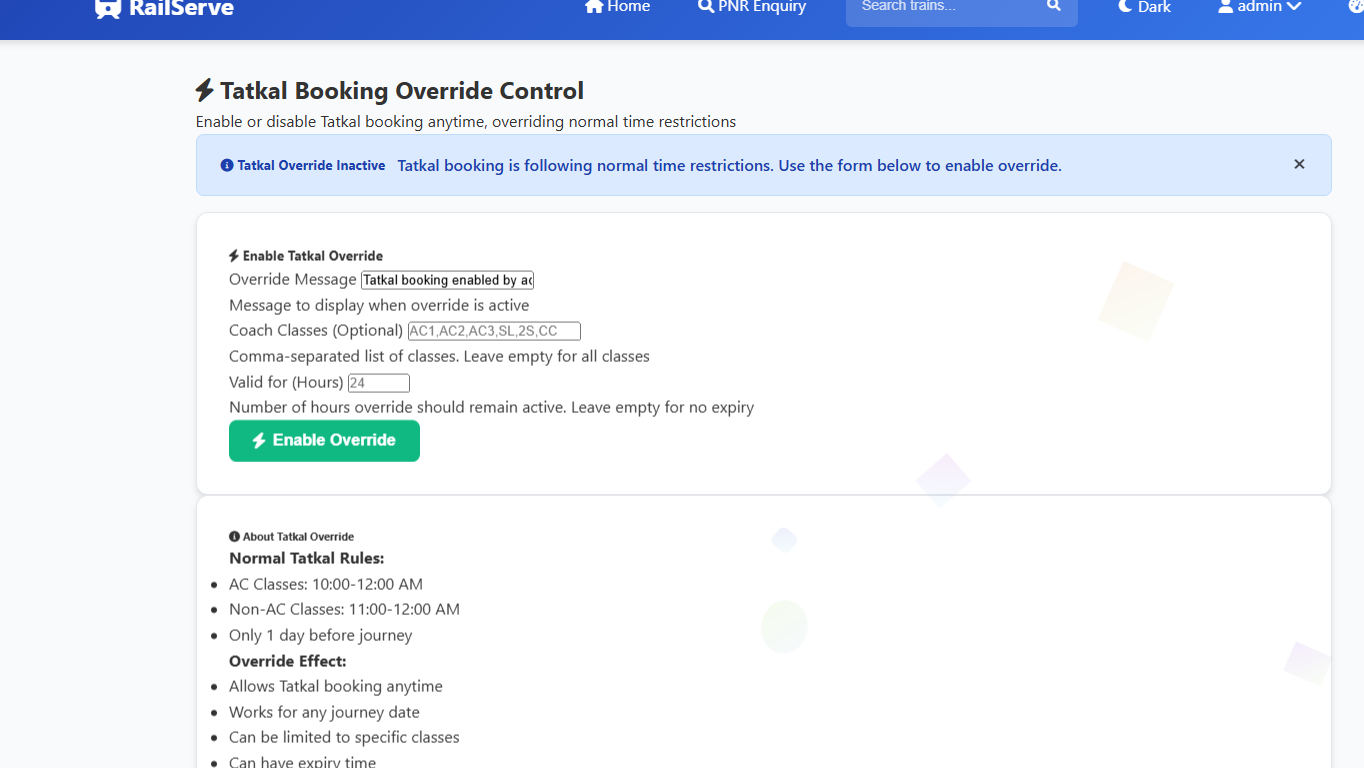 RailServe Home PNR Enquiry Search trains... Dark admin
Tatkal Booking Override Control
Enable or disable Tatkal booking anytime, overriding normal time restrictions
Tatkal Override Inactive Tatkal booking is following normal time restrictions. Use the form below to enable override. ×
Enable Tatkal Override
Override Message Tatkal booking enabled by
Message to display when override is active
Coach Classes (Optional) AC1,AC2,AC3,SL,2S,CC
Comma-separated list of classes. Leave empty for all classes
Valid for (Hours) 24
Number of hours override should remain active. Leave empty for no expiry
Enable Override
About Tatkal Override
Normal Tatkal Rules:
• AC Classes: 10:00-12:00 AM
• Non-AC Classes: 11:00-12:00 AM
• Only 1 day before journey
Override Effect:
• Allows Tatkal booking anytime
• Works for any journey date
• Can be limited to specific classes
• Can have expiry time